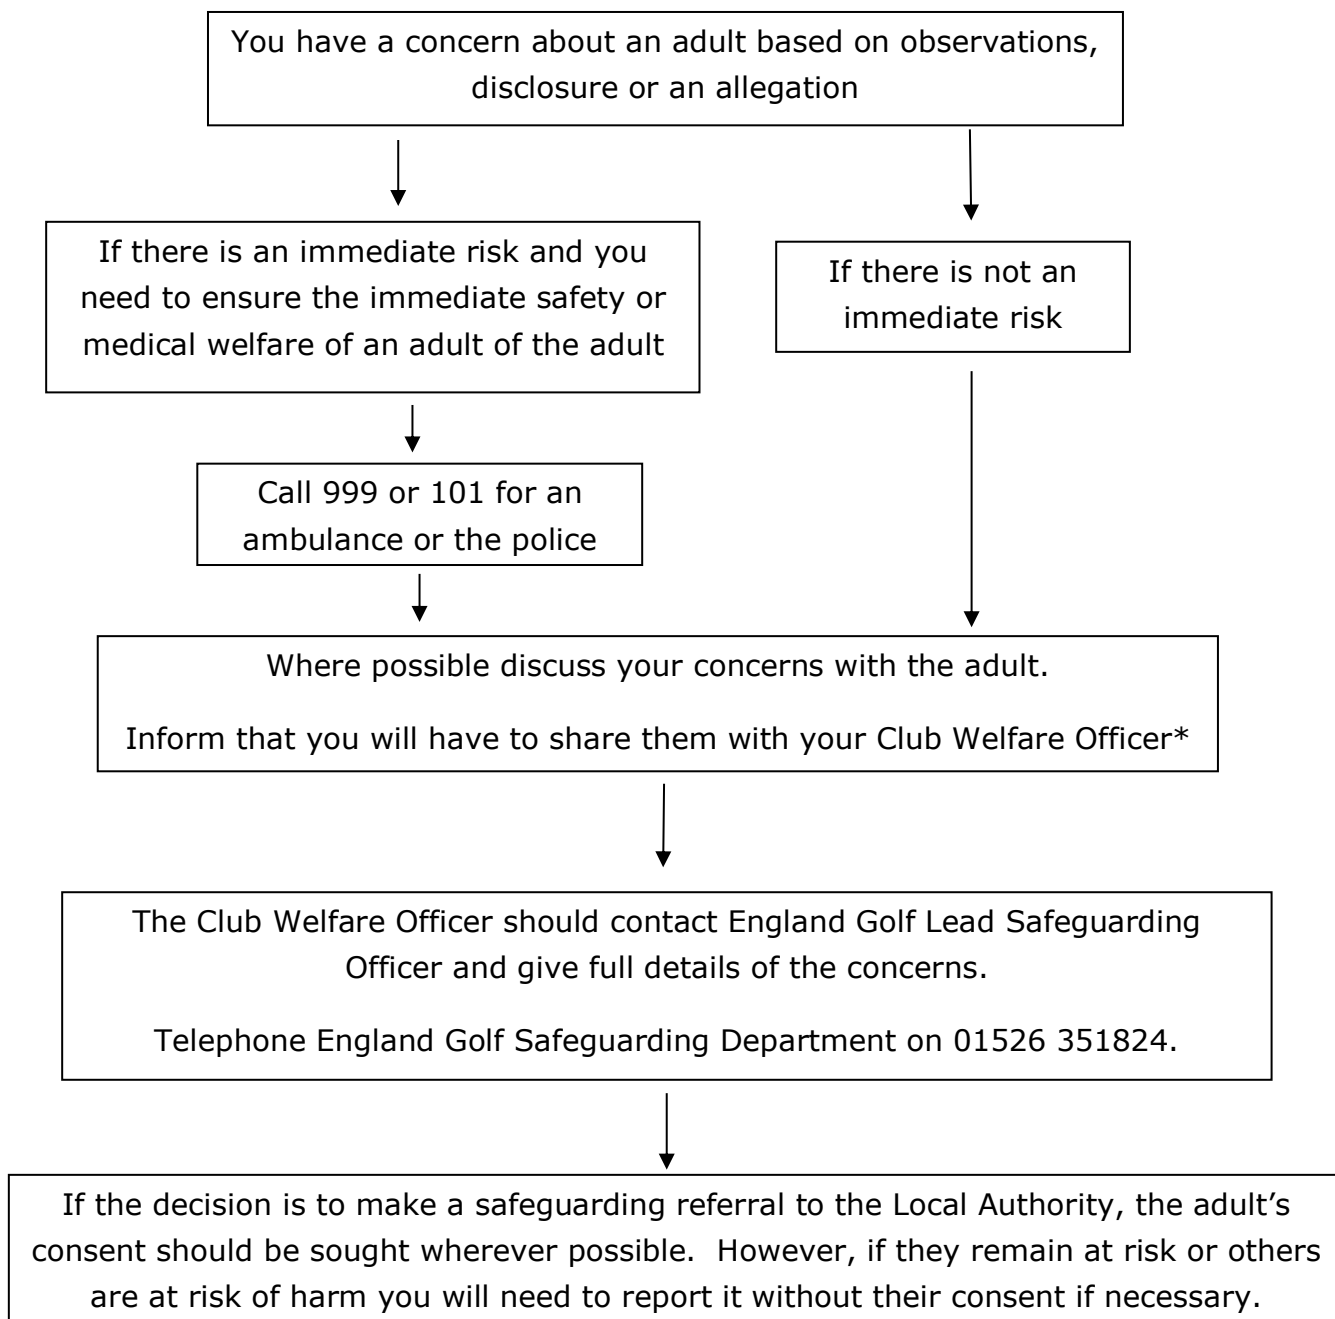 You have a concern about an adult based on observations,
disclosure or an allegation
If there is an immediate risk and you
need to ensure the immediate safety or
medical welfare of an adult of the adult
If there is not an
immediate risk
Call 999 or 101 for an
ambulance or the police
Where possible discuss your concerns with the adult.
Inform that you will have to share them with your Club Welfare Officer*
The Club Welfare Officer should contact England Golf Lead Safeguarding
Officer and give full details of the concerns.
Telephone England Golf Safeguarding Department on 01526 351824.
If the decision is to make a safeguarding referral to the Local Authority, the adult’s
consent should be sought wherever possible.  However, if they remain at risk or others
are at risk of harm you will need to report it without their consent if necessary.